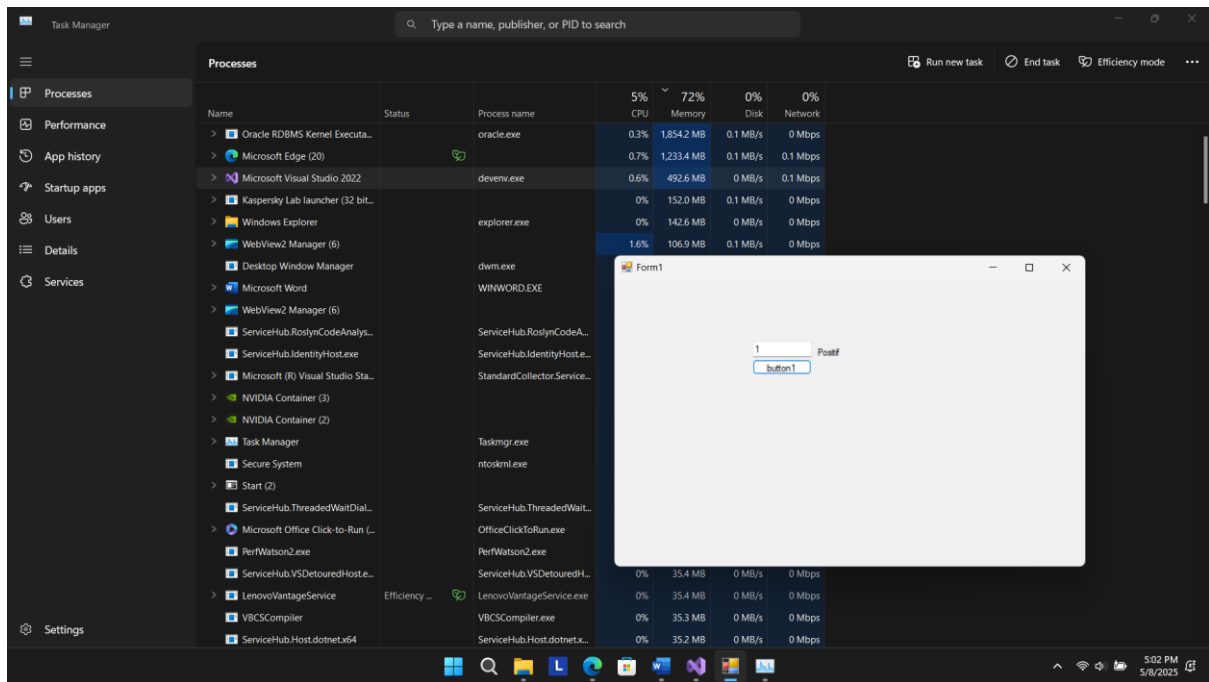 Task Manager
Type a name, publisher, or PID to search
Processes
Run new task
End task
Efficiency mode
Processes
Performance
App history
Startup apps
Users
Details
Services
Settings
5% 72% 0% 0%
Name Status Process name CPU Memory Disk Network
Oracle RDBMS Kernel Executa... oracle.exe 0.3% 1,854.2 MB 0.1 MB/s 0 Mbps
Microsoft Edge (20) 0.7% 1,233.4 MB 0.1 MB/s 0.1 Mbps
Microsoft Visual Studio 2022 devenv.exe 0.6% 492.6 MB 0 MB/s 0.1 Mbps
Kaspersky Lab launcher (32 bit... 0% 152.0 MB 0.1 MB/s 0 Mbps
Windows Explorer explorer.exe 0% 142.6 MB 0 MB/s 0 Mbps
WebView2 Manager (6) 1.6% 106.9 MB 0.1 MB/s 0 Mbps
Desktop Window Manager dwm.exe
Microsoft Word WINWORD.EXE
WebView2 Manager (6)
ServiceHub.RoslynCodeAnalys... ServiceHub.RoslynCodeA...
ServiceHub.IdentityHost.exe ServiceHub.IdentityHost.e...
Microsoft (R) Visual Studio Sta... StandardCollector.Service...
NVIDIA Container (3)
NVIDIA Container (2)
Task Manager Taskmgr.exe
Secure System ntoskrnl.exe
Start (2)
ServiceHub.ThreadedWaitDial... ServiceHub.ThreadedWait...
Microsoft Office Click-to-Run (... OfficeClickToRun.exe
PerfWatson2.exe PerfWatson2.exe
ServiceHub.VSDetouredHost.e... ServiceHub.VSDetouredH... 0% 35.4 MB 0 MB/s 0 Mbps
LenovoVantageService Efficiency ... LenovoVantageService.exe 0% 35.4 MB 0 MB/s 0 Mbps
VBCSCompiler VBCSCompiler.exe 0% 35.3 MB 0 MB/s 0 Mbps
ServiceHub.Host.dotnet.x64 ServiceHub.Host.dotnet.x... 0% 35.2 MB 0 MB/s 0 Mbps
Form1
1 Positif
button1
5:02 PM
5/8/2025